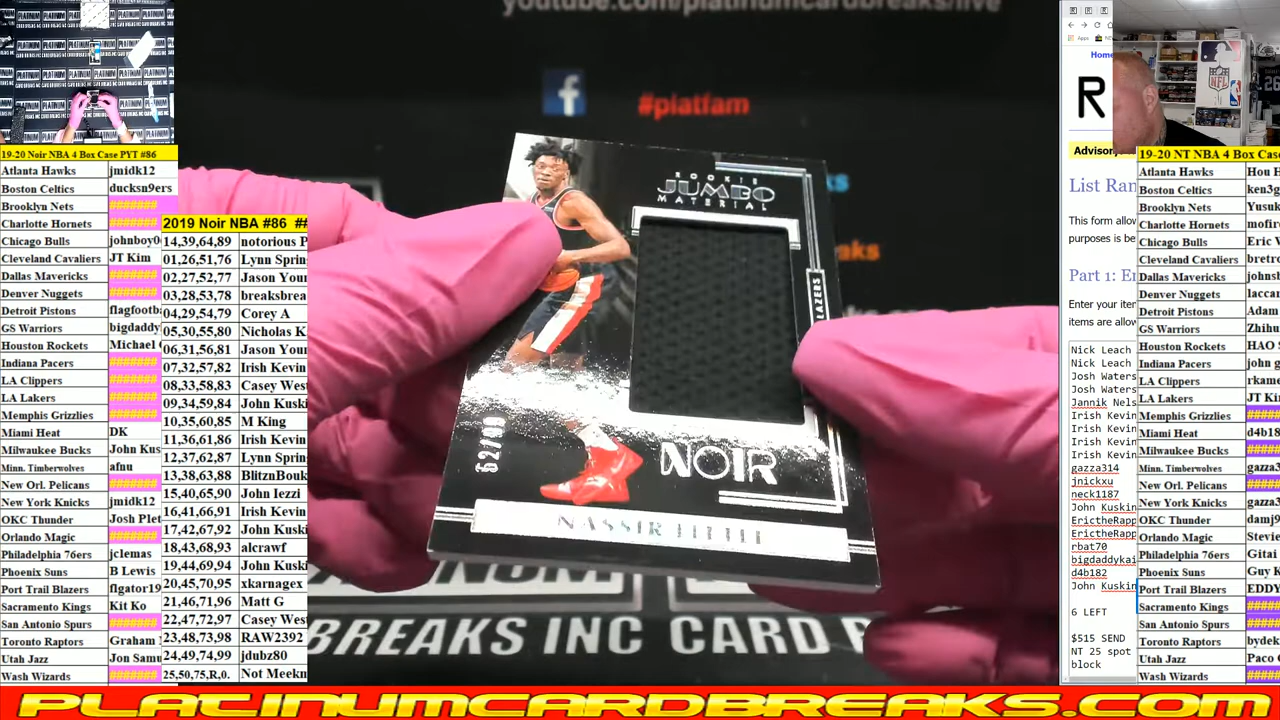 youtube.com/platinumcardbreaks/live
#platfam
19-20 Noir NBA 4 Box Case PYT #86
Atlanta Hawks jmidk12
Boston Celtics ducksn9ers
Brooklyn Nets #######
Charlotte Hornets #######
Chicago Bulls johnboy0
Cleveland Cavaliers JT Kim
Dallas Mavericks #######
Denver Nuggets #######
Detroit Pistons flagfootb
GS Warriors bigdaddy
Houston Rockets Michael
Indiana Pacers #######
LA Clippers #######
LA Lakers #######
Memphis Grizzlies #######
Miami Heat DK
Milwaukee Bucks John Kus
Minn. Timberwolves afnu
New Orl. Pelicans #######
New York Knicks jmidk12
OKC Thunder Josh Plet
Orlando Magic #######
Philadelphia 76ers jclemas
Phoenix Suns B Lewis
Port Trail Blazers flgator19
Sacramento Kings Kit Ko
San Antonio Spurs #######
Toronto Raptors Graham
Utah Jazz Jon Samu
Wash Wizards #######
2019 Noir NBA #86 ##
14,39,64,89 notorious P
01,26,51,76 Lynn Sprin
02,27,52,77 Jason Your
03,28,53,78 breaksbrea
04,29,54,79 Corey A
05,30,55,80 Nicholas K
06,31,56,81 Jason Your
07,32,57,82 Irish Kevin
08,33,58,83 Casey West
09,34,59,84 John Kuski
10,35,60,85 M King
11,36,61,86 Irish Kevin
12,37,62,87 Lynn Sprin
13,38,63,88 BlitznBouk
15,40,65,90 John Iezzi
16,41,66,91 Irish Kevin
17,42,67,92 John Kuski
18,43,68,93 alcrawf
19,44,69,94 John Kuski
20,45,70,95 xkarnagex
21,46,71,96 Matt G
22,47,72,97 Casey West
23,48,73,98 RAW2392
24,49,74,99 jdubz80
25,50,75,R,0. Not Meekn
ROOKIE
JUMBO
MATERIAL
LAZERS
NOIR
NASSIR LITTLE
BREAKS INC CARD
Apps
Home
R
Advisory
List Ran
This form allow
purposes is be
Part 1: En
Enter your item
items are allow
Nick Leach
Nick Leach
Josh Waters
Josh Waters
Jannik Nels
Irish Kevin
Irish Kevin
Irish Kevin
Irish Kevin
gazza314
jnickxu
neck1187
John Kuskin
ErictheRapp
ErictheRapp
rbat70
bigdaddykai
d4b182
John Kuskin
6 LEFT
$515 SEND
NT 25 spot
block
NFL
19-20 NT NBA 4 Box Case
Atlanta Hawks Hou H
Boston Celtics ken3g
Brooklyn Nets Yusuk
Charlotte Hornets mofire
Chicago Bulls Eric
Cleveland Cavaliers bretro
Dallas Mavericks johnsb
Denver Nuggets laccar
Detroit Pistons Adam
GS Warriors Zhihu
Houston Rockets HAO S
Indiana Pacers john g
LA Clippers rkame
LA Lakers JT Kim
Memphis Grizzlies #####
Miami Heat d4b18
Milwaukee Bucks #####
Minn. Timberwolves gazza3
New Orl. Pelicans #####
New York Knicks gazza
OKC Thunder damj
Orlando Magic Stevie
Philadelphia 76ers Gitai
Phoenix Suns Guy K
Port Trail Blazers EDDY
Sacramento Kings #####
San Antonio Spurs #####
Toronto Raptors bydek
Utah Jazz Paco
Wash Wizards #####
PLATINUMCARDBREAKS.COM